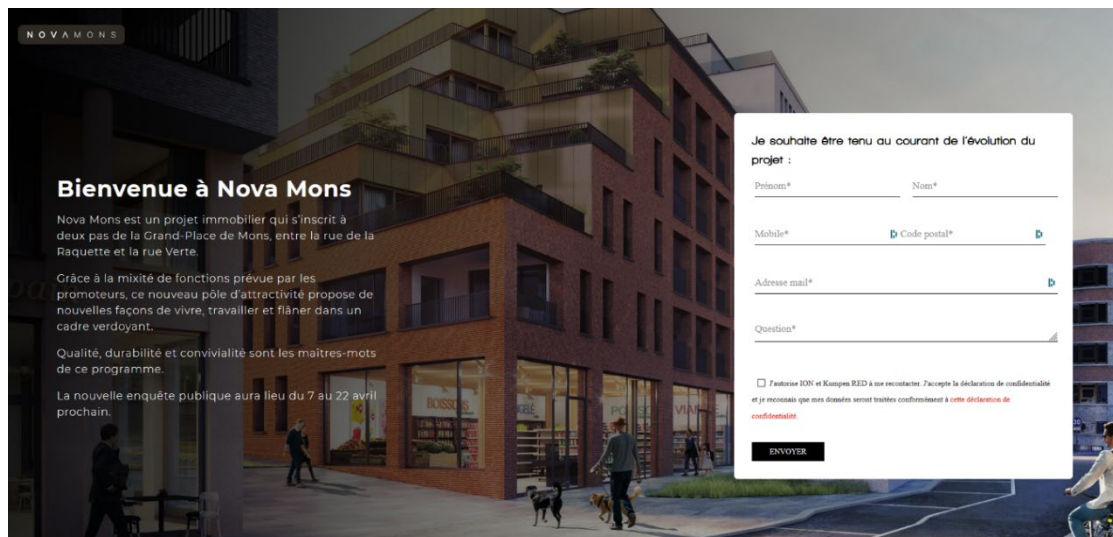 NOVAMONS
Bienvenue à Nova Mons
Nova Mons est un projet immobilier qui s'inscrit à
deux pas de la Grand-Place de Mons, entre la rue de la
Raquette et la rue Verte.
Grâce à la mixité de fonctions prévue par les
promoteurs, ce nouveau pôle d'attractivité propose de
nouvelles façons de vivre, travailler et flâner dans un
cadre verdoyant.
Qualité, durabilité et convivialité sont les maîtres-mots
de ce programme.
La nouvelle enquête publique aura lieu du 7 au 22 avril
prochain.
BOISSONS
Je souhaite être tenu au courant de l'évolution du
projet :
Prénom* Nom*
Mobile* Code postal*
Adresse mail*
Question*
J'autorise ION et Kumpen RED à me recontacter. J'accepte la déclaration de confidentialité
et je reconnais que mes données seront traitées conformément à cette déclaration de
confidentialité.
ENVOYER